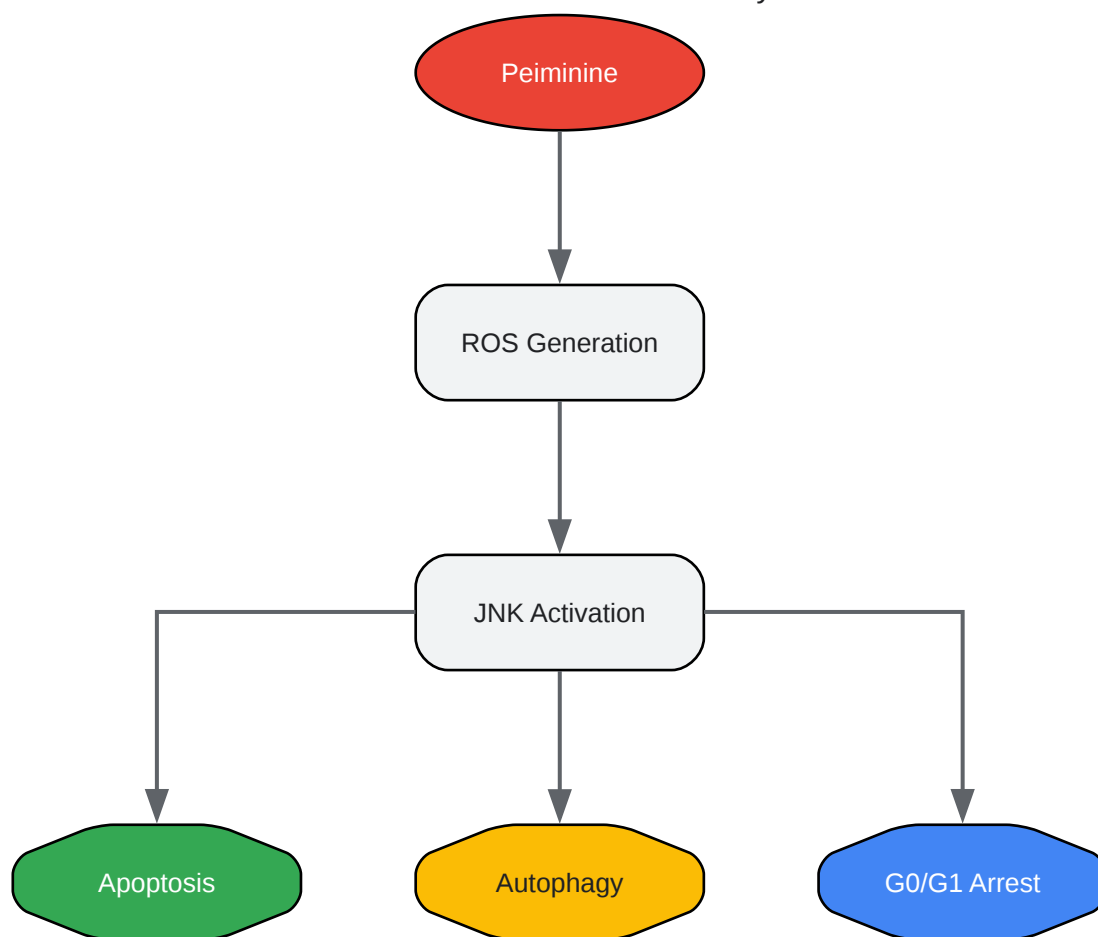 Peiminine
ROS Generation
JNK Activation
Apoptosis
Autophagy
G0/G1 Arrest